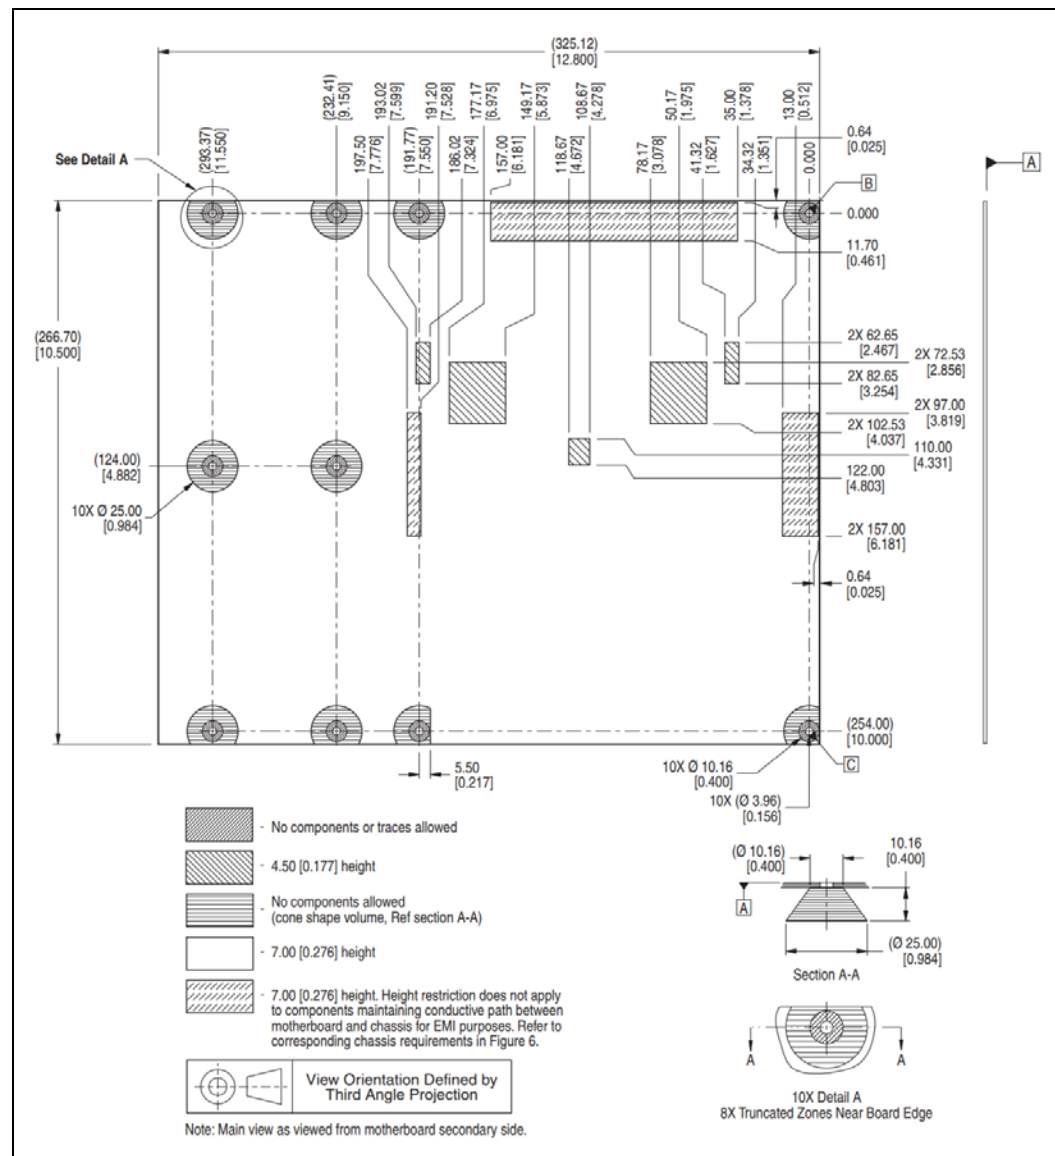 (325.12)
[12.800]
(293.37)
[11.550]
(232.41)
[9.150]
197.50
[7.776]
193.02
[7.599]
(191.77)
[7.550]
191.20
[7.528]
186.02
[7.324]
177.17
[6.975]
157.00
[6.181]
149.17
[5.873]
118.67
[4.672]
108.67
[4.278]
78.17
[3.078]
50.17
[1.975]
41.32
[1.627]
35.00
[1.378]
34.32
[1.351]
13.00
[0.512]
0.000
0.64
[0.025]
See Detail A
A
B
0.000
11.70
[0.461]
(266.70)
[10.500]
2X 62.65
[2.467]
2X 72.53
[2.856]
2X 82.65
[3.254]
2X 97.00
[3.819]
2X 102.53
[4.037]
110.00
[4.331]
(124.00)
[4.882]
122.00
[4.803]
10X Ø 25.00
[0.984]
2X 157.00
[6.181]
0.64
[0.025]
(254.00)
[10.000]
C
5.50
[0.217]
10X Ø 10.16
[0.400]
10X (Ø 3.96)
[0.156]
- No components or traces allowed
- 4.50 [0.177] height
- No components allowed
(cone shape volume, Ref section A-A)
- 7.00 [0.276] height
- 7.00 [0.276] height. Height restriction does not apply
to components maintaining conductive path between
motherboard and chassis for EMI purposes. Refer to
corresponding chassis requirements in Figure 6.
(Ø 10.16)
[0.400]
10.16
[0.400]
A
(Ø 25.00)
[0.984]
Section A-A
A
A
10X Detail A
8X Truncated Zones Near Board Edge
View Orientation Defined by
Third Angle Projection
Note: Main view as viewed from motherboard secondary side.